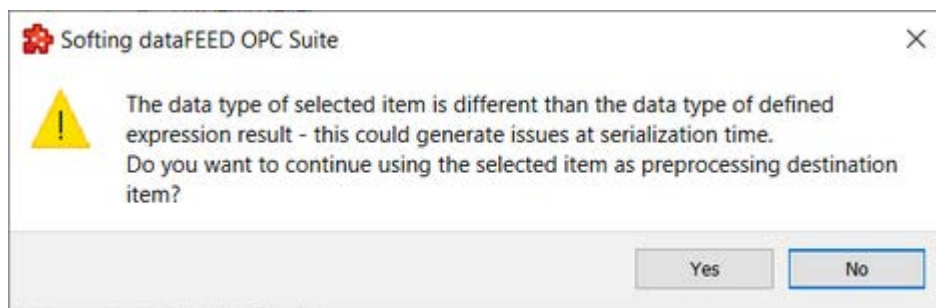 Softing dataFEED OPC Suite
The data type of selected item is different than the data type of defined
expression result - this could generate issues at serialization time.
Do you want to continue using the selected item as preprocessing destination
item?
Yes
No